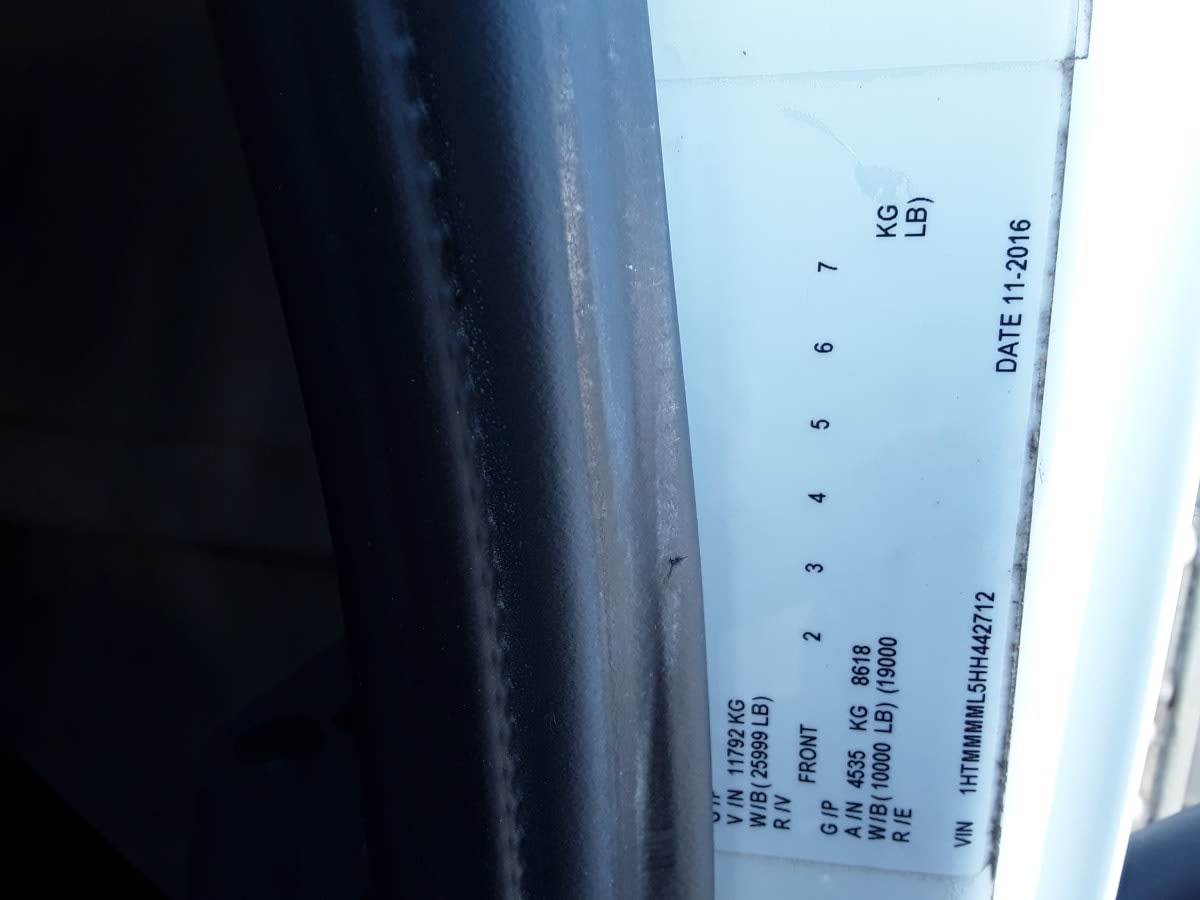 G/P
V/N 11792 KG
W/B(25999 LB)
R/V
FRONT 2 3 4 5 6 7
G/P
A/N 4535 KG 8618 KG
W/B(10000 LB)(19000 LB)
R/E
VIN 1HTMMMML5HH442712 DATE 11-2016